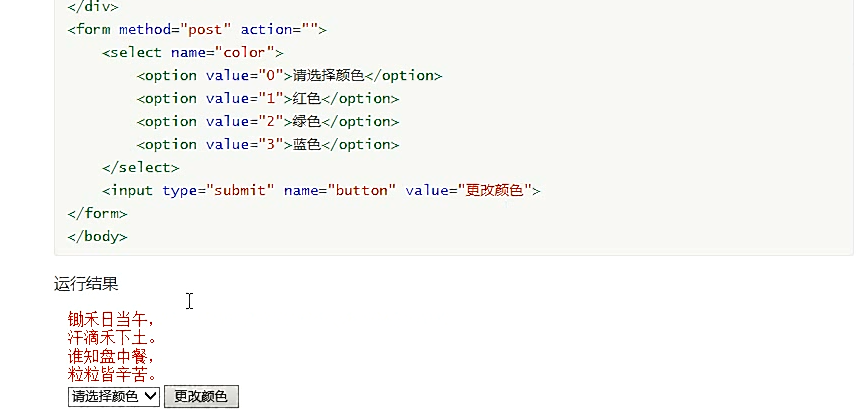 </div>
<form method="post" action="">
<select name="color">
<option value="0">请选择颜色</option>
<option value="1">红色</option>
<option value="2">绿色</option>
<option value="3">蓝色</option>
</select>
<input type="submit" name="button" value="更改颜色">
</form>
</body>
运行结果
锄禾日当午，
汗滴禾下土。
谁知盘中餐，
粒粒皆辛苦。
请选择颜色 更改颜色